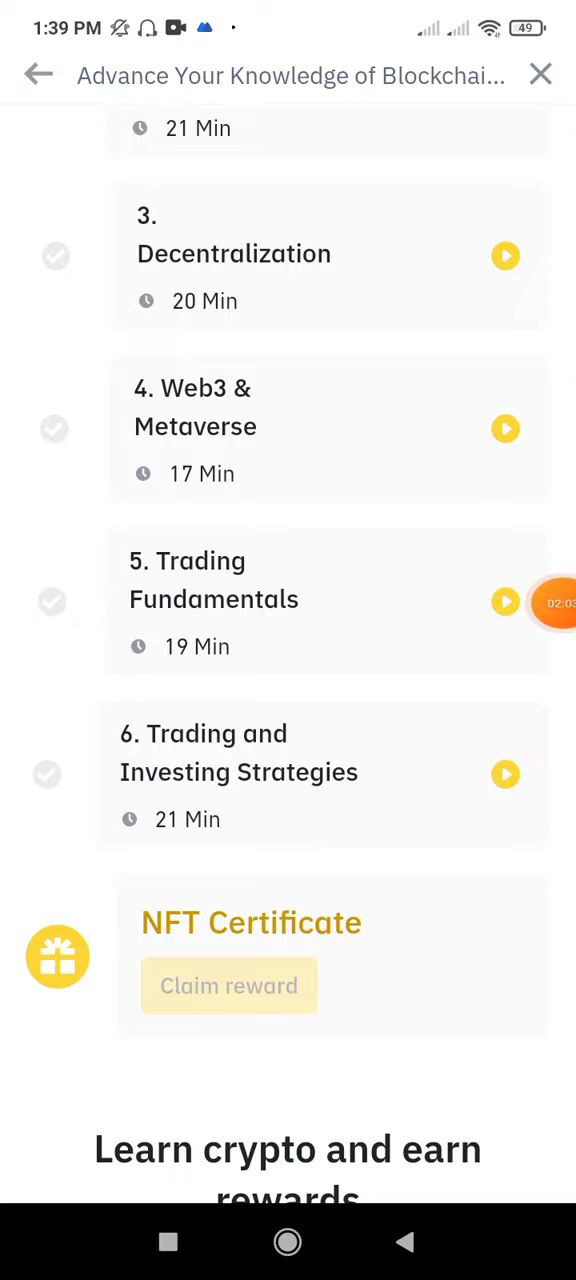 1:39 PM 49
Advance Your Knowledge of Blockchai...
21 Min
3.
Decentralization
20 Min
4. Web3 &
Metaverse
17 Min
5. Trading
Fundamentals
02:03
19 Min
6. Trading and
Investing Strategies
21 Min
NFT Certificate
Claim reward
Learn crypto and earn
rewards